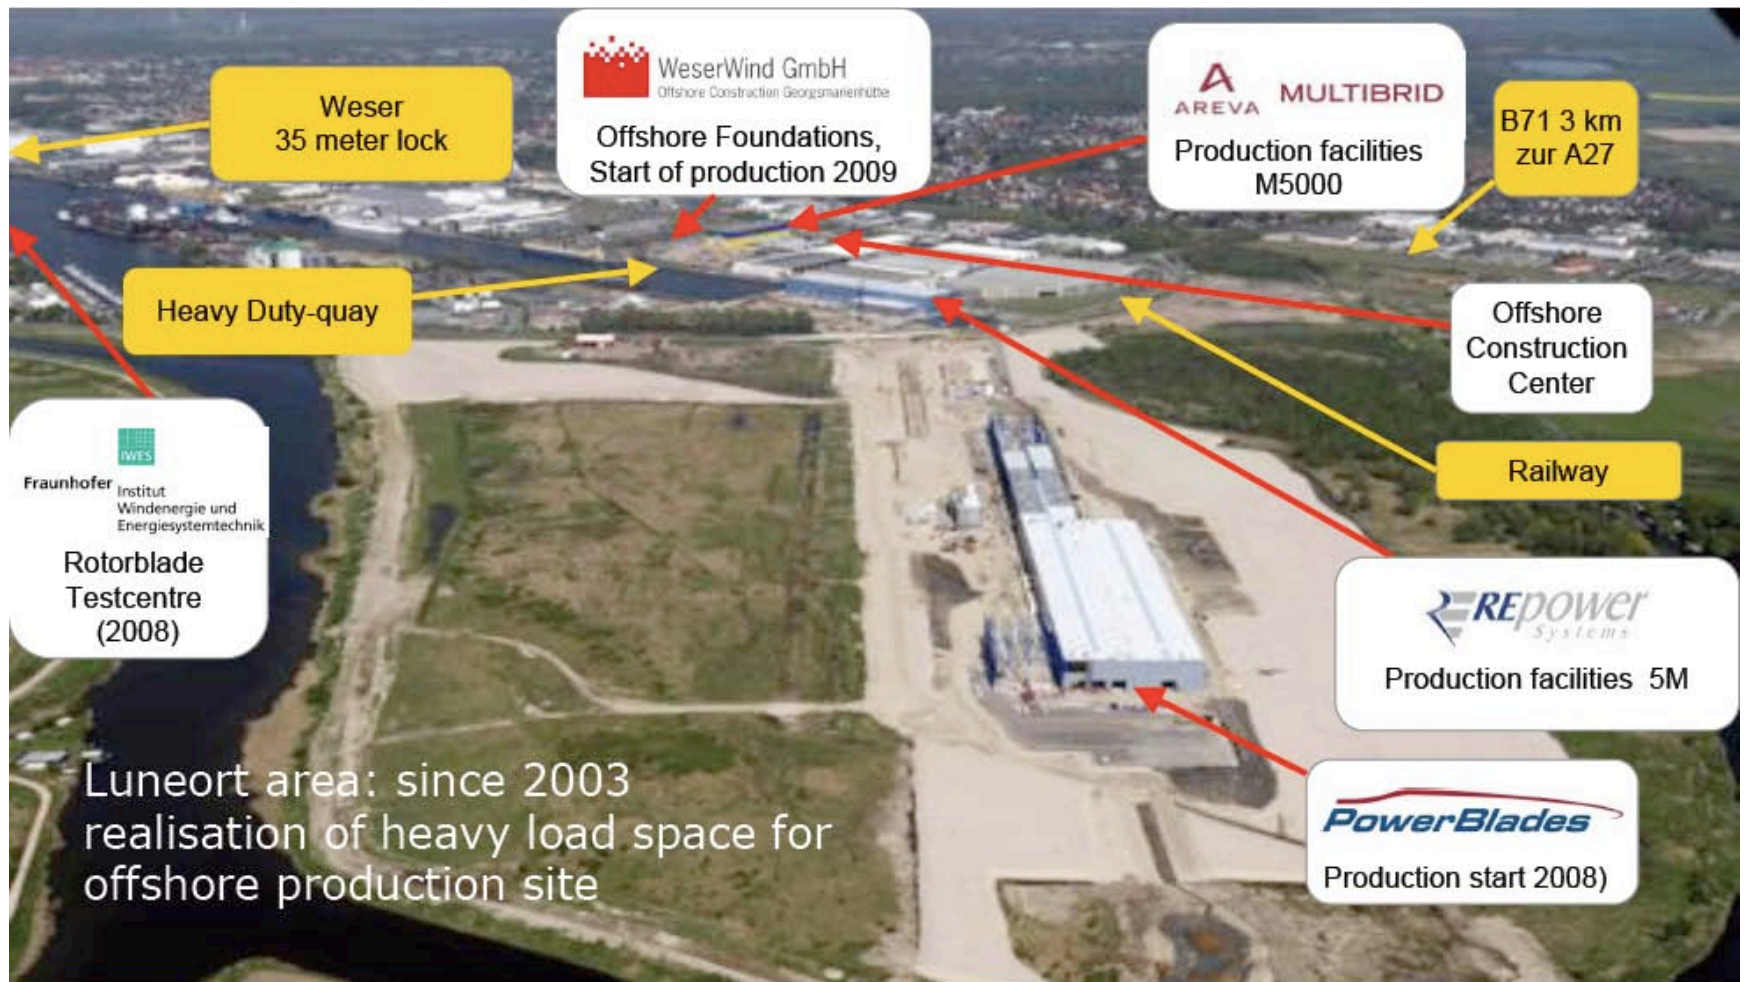 Weser
35 meter lock
WeserWind GmbH
Offshore Construction Georgsmarienhütte
Offshore Foundations,
Start of production 2009
A
AREVA MULTIBRID
Production facilities
M5000
B71 3 km
zur A27
Heavy Duty-quay
Offshore
Construction
Center
Railway
IWES
Fraunhofer
Institut
Windenergie und
Energiesystemtechnik
Rotorblade
Testcentre
(2008)
REpower
Systems
Production facilities 5M
PowerBlades
Production start 2008)
Luneort area: since 2003
realisation of heavy load space for
offshore production site